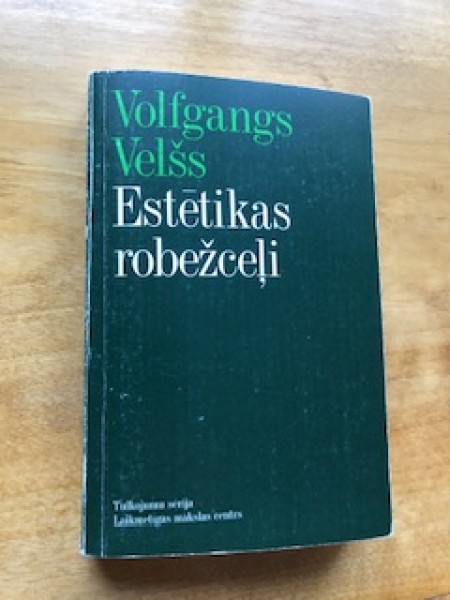 Volfgangs
Velšs
Estētikas
robežceļi
Tulkojumu sērija
Laikmetīgās mākslas centrs